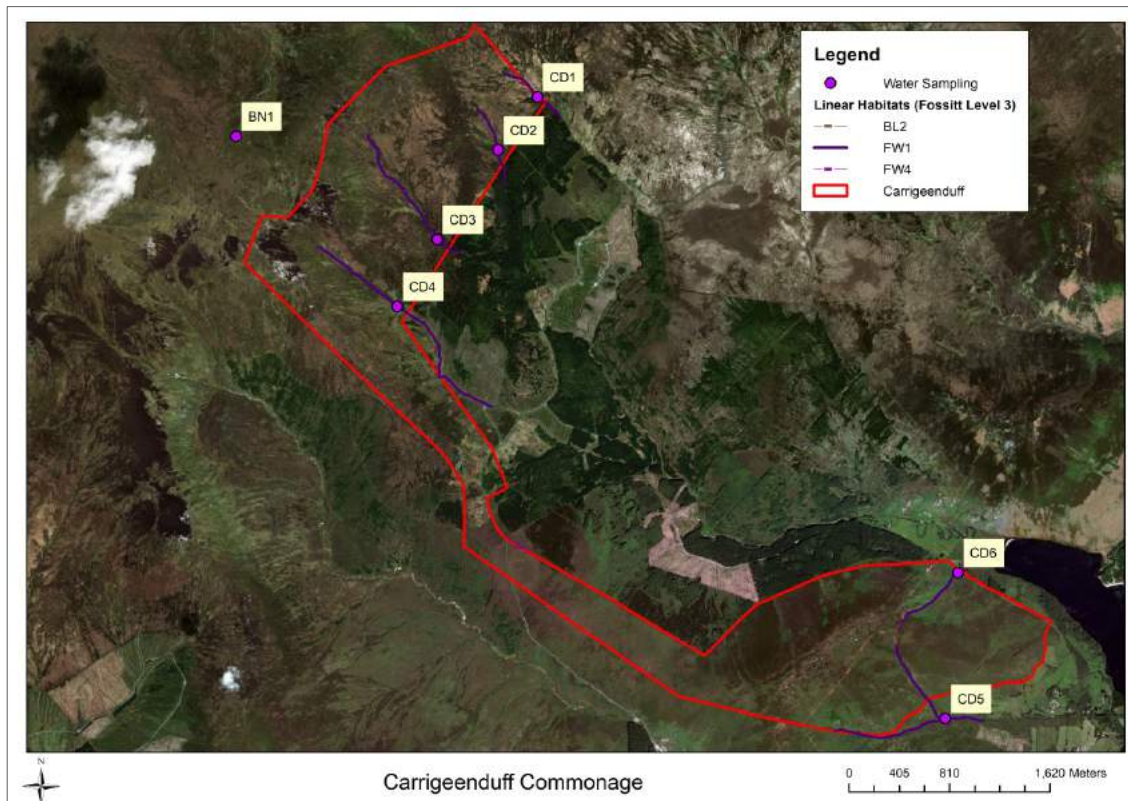 Legend
Water Sampling
Linear Habitats (Fossitt Level 3)
BL2
FW1
FW4
Carrigeenduff
CD1
BN1
CD2
CD3
CD4
CD6
CD5
N
Carrigeenduff Commonage
0 405 810 1,620 Meters